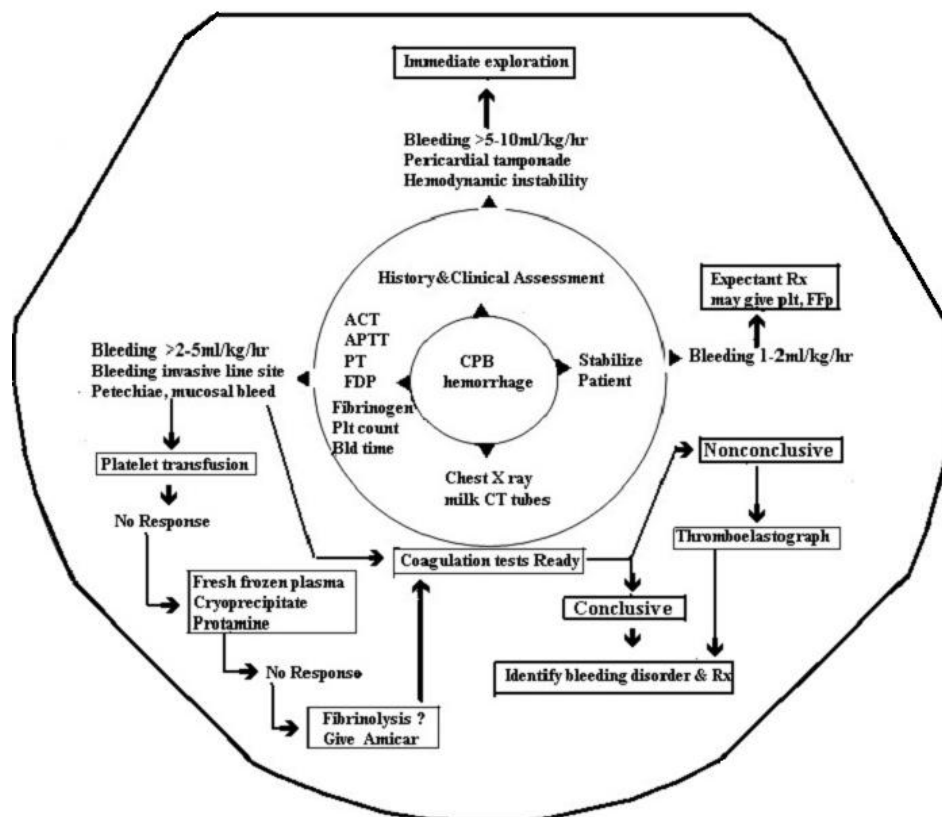 Immediate exploration
Bleeding >5-10ml/kg/hr
Pericardial tamponade
Hemodynamic instability
History&Clinical Assessment
Expectant Rx
may give plt, FFp
Bleeding 1-2ml/kg/hr
ACT
APTT
PT
FDP
Fibrinogen
Plt count
Bld time
CPB
hemorrhage
Stabilize
Patient
Chest X ray
milk CT tubes
Bleeding >2-5ml/kg/hr
Bleeding invasive line site
Petechiae, mucosal bleed
Platelet transfusion
No Response
Fresh frozen plasma
Cryoprecipitate
Protamine
No Response
Fibrinolysis ?
Give Amicar
Coagulation tests Ready
Nonconclusive
Thromboelastograph
Conclusive
Identify bleeding disorder & Rx